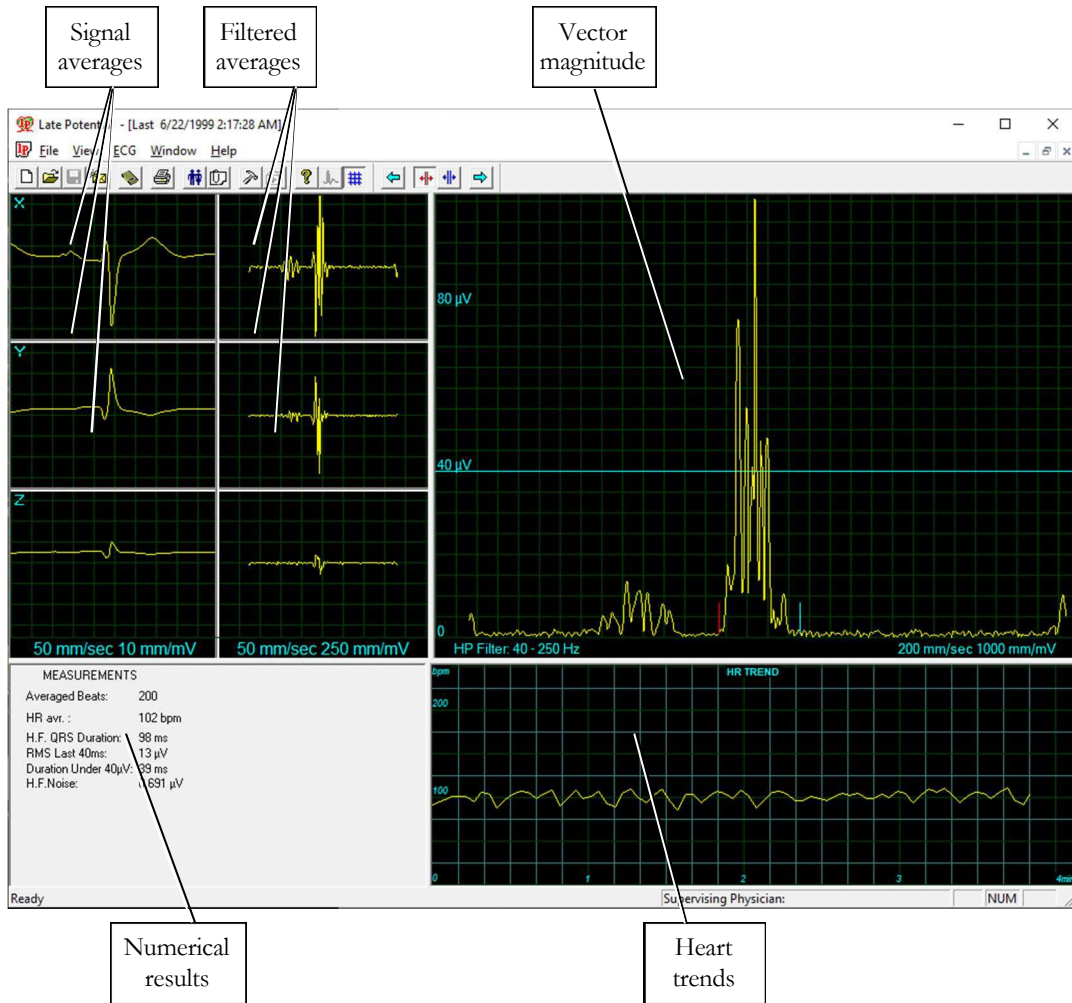 Signal
averages
Filtered
averages
Vector
magnitude
- [Last 6/22/1999 2:17:28 AM]
File View ECG Window Help
X
Y
Z
50 mm/sec 10 mm/mV
50 mm/sec 250 mm/mV
80 µV
40 µV
0
HP Filter: 40 - 250 Hz
200 mm/sec 1000 mm/mV
MEASUREMENTS
Averaged Beats: 200
HR avr. : 102 bpm
H.F. QRS Duration: 98 ms
RMS Last 40ms: 13 µV
Duration Under 40µV: 39 ms
H.F.Noise: 0.691 µV
HR TREND
bpm
200
100
0 1 2 3 4min
Ready
Supervising Physician:
NUM
Numerical
results
Heart
trends